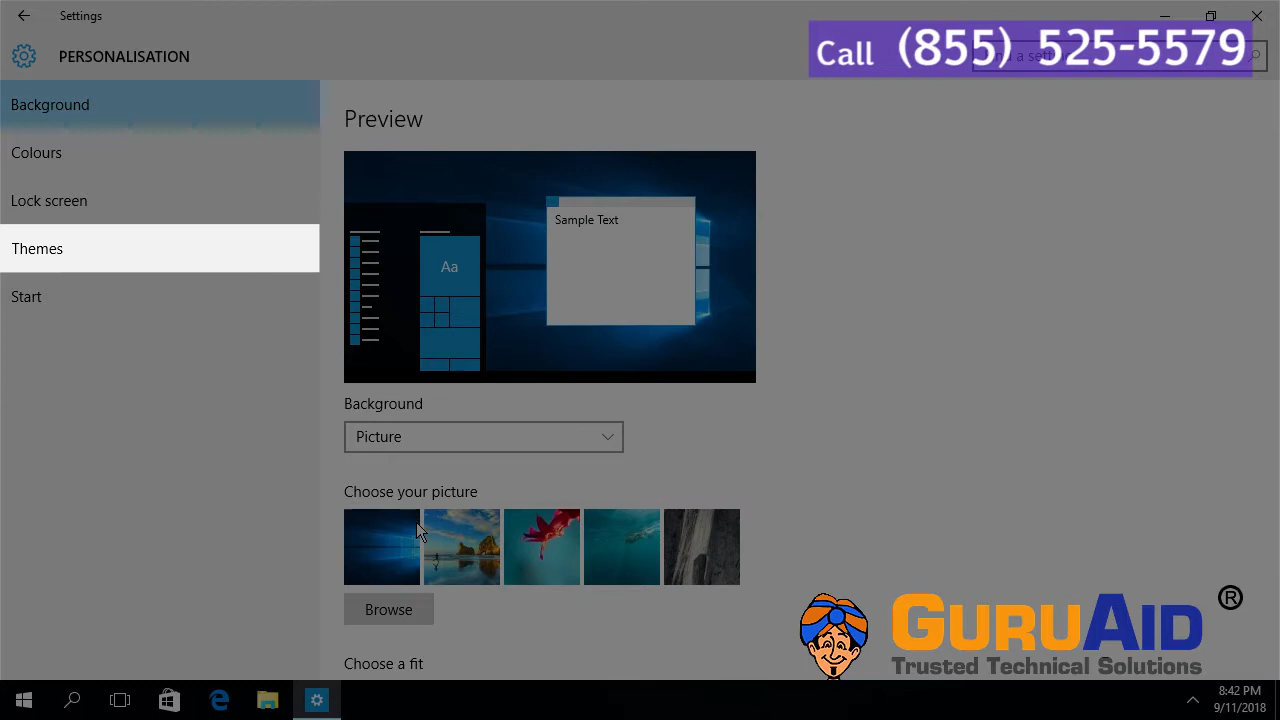 Settings
PERSONALISATION
Call (855) 525-5579
Background
Colours
Lock screen
Themes
Start
Preview
Sample Text
Aa
Background
Picture
Choose your picture
Browse
Choose a fit
GURUAID ®
Trusted Technical Solutions
8:42 PM
9/11/2018